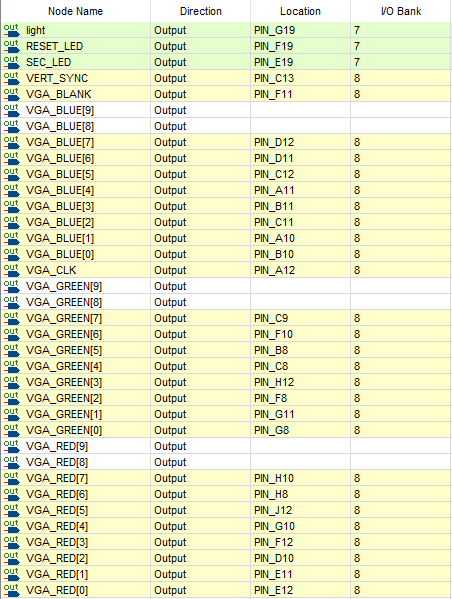 Node Name Direction Location I/O Bank
out light Output PIN_G19 7
out RESET_LED Output PIN_F19 7
out SEC_LED Output PIN_E19 7
out VERT_SYNC Output PIN_C13 8
out VGA_BLANK Output PIN_F11 8
out VGA_BLUE[9] Output
out VGA_BLUE[8] Output
out VGA_BLUE[7] Output PIN_D12 8
out VGA_BLUE[6] Output PIN_D11 8
out VGA_BLUE[5] Output PIN_C12 8
out VGA_BLUE[4] Output PIN_A11 8
out VGA_BLUE[3] Output PIN_B11 8
out VGA_BLUE[2] Output PIN_C11 8
out VGA_BLUE[1] Output PIN_A10 8
out VGA_BLUE[0] Output PIN_B10 8
out VGA_CLK Output PIN_A12 8
out VGA_GREEN[9] Output
out VGA_GREEN[8] Output
out VGA_GREEN[7] Output PIN_C9 8
out VGA_GREEN[6] Output PIN_F10 8
out VGA_GREEN[5] Output PIN_B8 8
out VGA_GREEN[4] Output PIN_C8 8
out VGA_GREEN[3] Output PIN_H12 8
out VGA_GREEN[2] Output PIN_F8 8
out VGA_GREEN[1] Output PIN_G11 8
out VGA_GREEN[0] Output PIN_G8 8
out VGA_RED[9] Output
out VGA_RED[8] Output
out VGA_RED[7] Output PIN_H10 8
out VGA_RED[6] Output PIN_H8 8
out VGA_RED[5] Output PIN_J12 8
out VGA_RED[4] Output PIN_G10 8
out VGA_RED[3] Output PIN_F12 8
out VGA_RED[2] Output PIN_D10 8
out VGA_RED[1] Output PIN_E11 8
out VGA_RED[0] Output PIN_E12 8